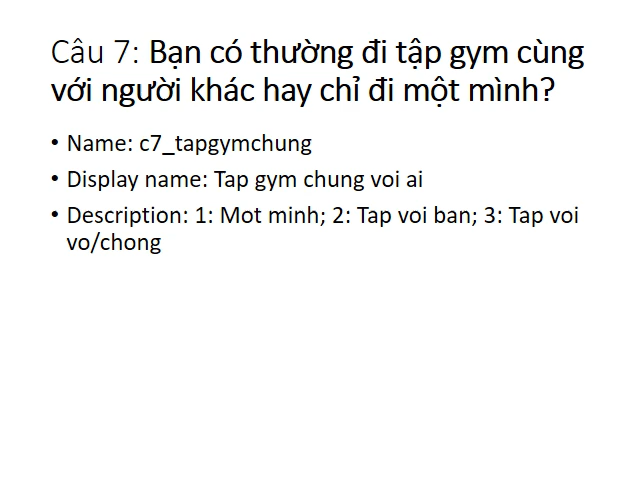 Câu 7: Bạn có thường đi tập gym cùng
với người khác hay chỉ đi một mình?
• Name: c7_tapgymchung
• Display name: Tap gym chung voi ai
• Description: 1: Mot minh; 2: Tap voi ban; 3: Tap voi
vo/chong